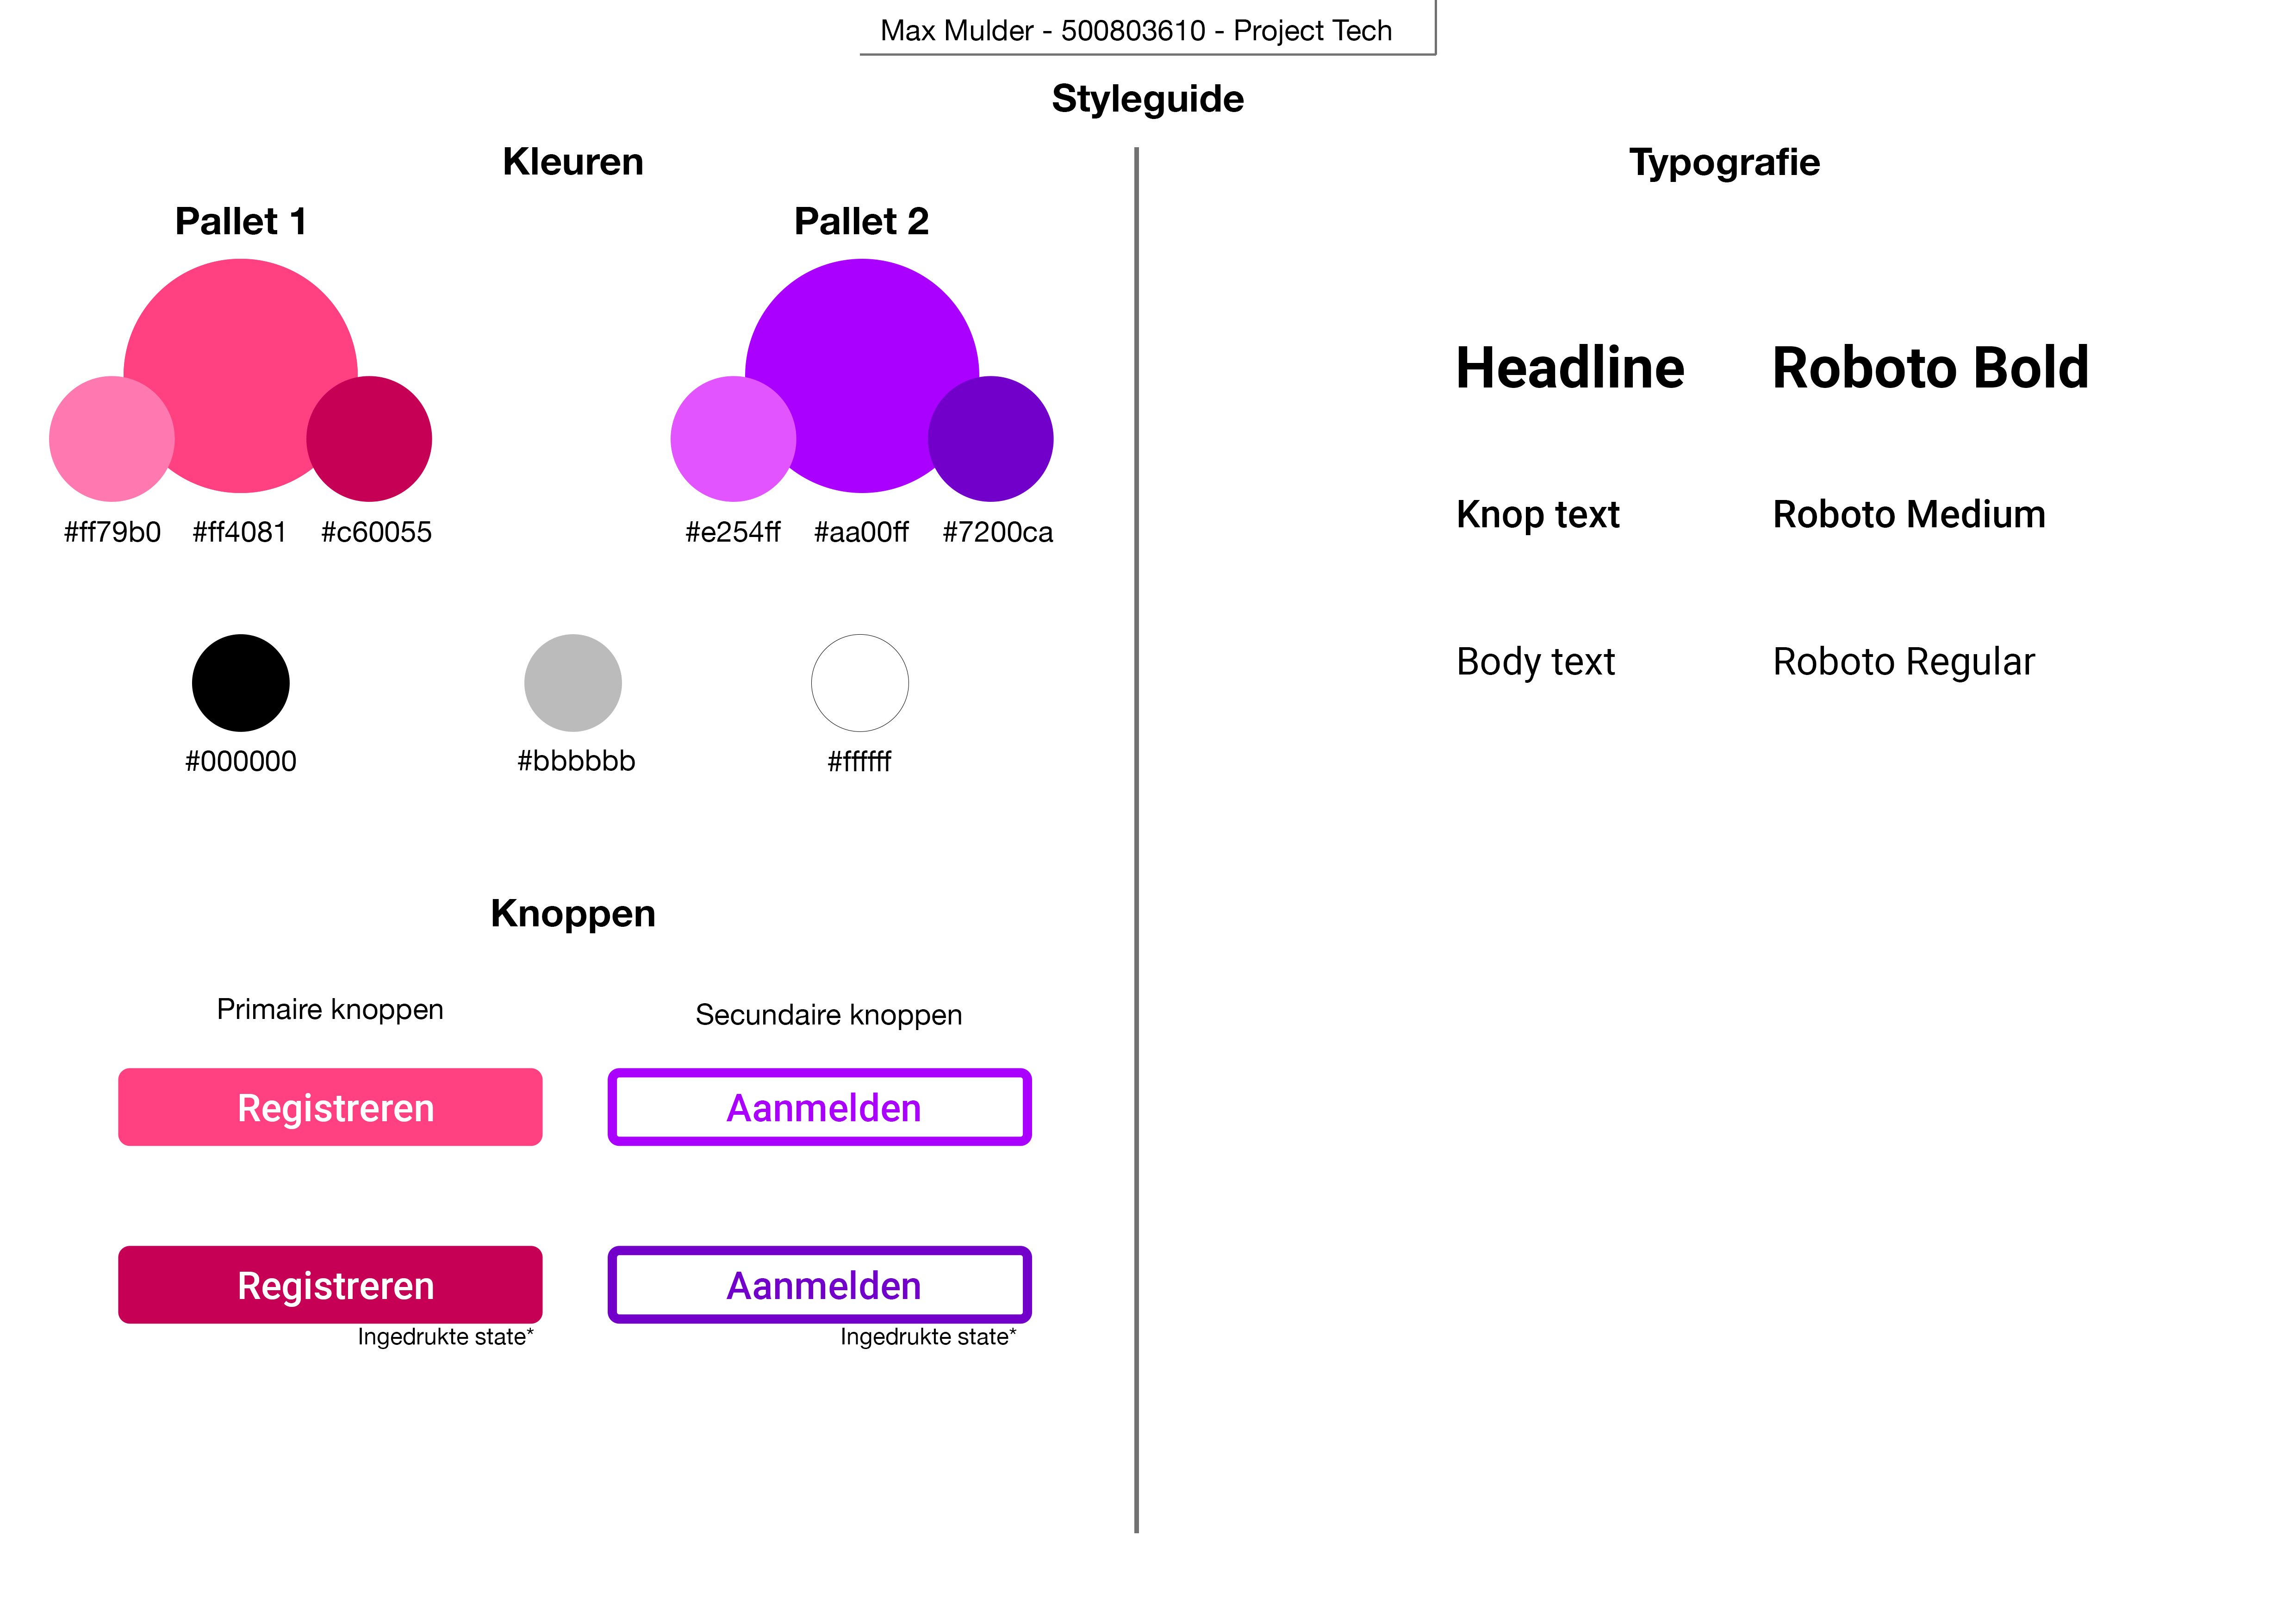 Max Mulder - 500803610 - Project Tech
Styleguide
Kleuren
Pallet 1
Pallet 2
#ff79b0
#ff4081
#c60055
#e254ff
#aa00ff
#7200ca
#000000
#bbbbbb
#ffffff
Knoppen
Primaire knoppen
Secundaire knoppen
Registreren
Aanmelden
Registreren
Aanmelden
Ingedrukte state*
Ingedrukte state*
Typografie
Headline
Roboto Bold
Knop text
Roboto Medium
Body text
Roboto Regular